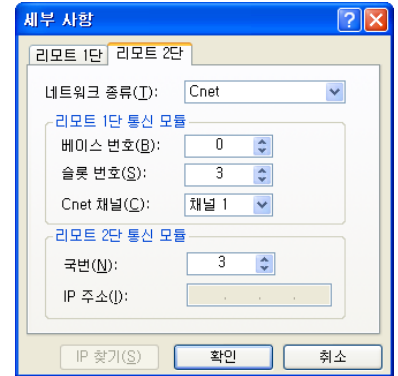 세부 사항
리모트 1단 리모트 2단
네트워크 종류(T): Cnet
리모트 1단 통신 모듈
베이스 번호(B): 0
슬롯 번호(S): 3
Cnet 채널(C): 채널 1
리모트 2단 통신 모듈
국번(N): 3
IP 주소(I): . . .
IP 찾기(S) 확인 취소